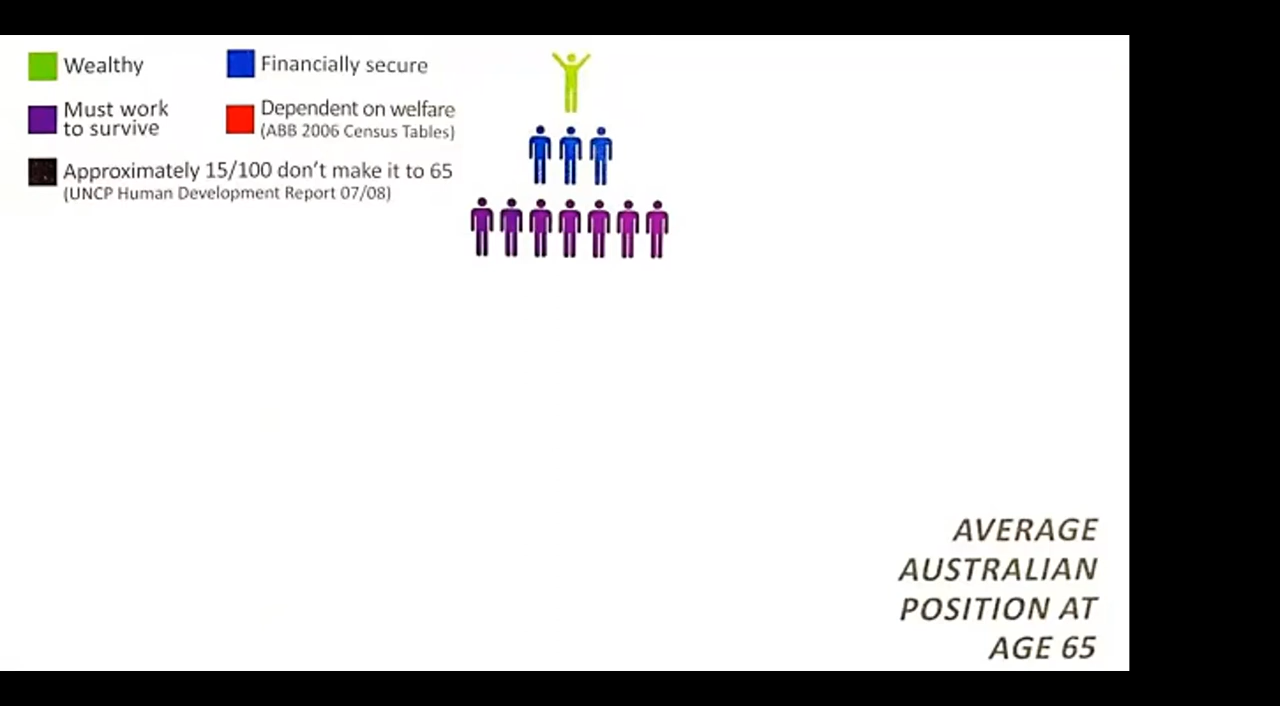 Wealthy
Financially secure
Must work
to survive
Dependent on welfare
(ABB 2006 Census Tables)
Approximately 15/100 don't make it to 65
(UNCP Human Development Report 07/08)
AVERAGE
AUSTRALIAN
POSITION AT
AGE 65